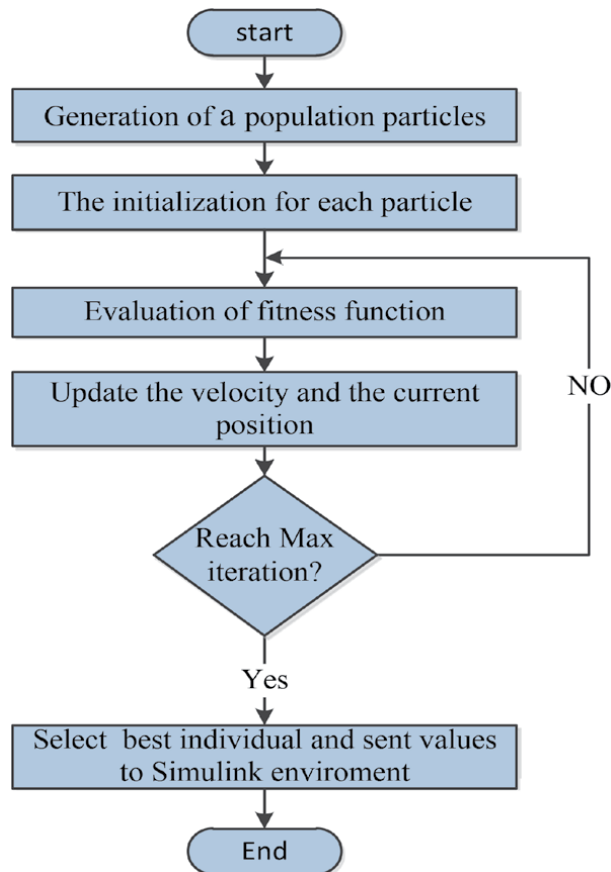 start
Generation of a population particles
The initialization for each particle
Evaluation of fitness function
Update the velocity and the current
position
NO
Reach Max
iteration?
Yes
Select best individual and sent values
to Simulink enviroment
End